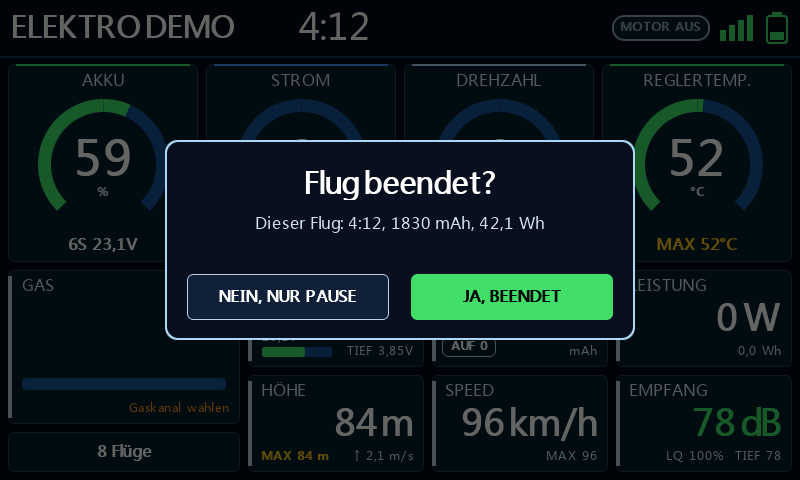 ELEKTRO DEMO
4:12
MOTOR AUS
AKKU
STROM
DREHZAHL
REGLERTEMP.
59
%
6S 23,1V
52
°C
MAX 52°C
Flug beendet?
Dieser Flug: 4:12, 1830 mAh, 42,1 Wh
NEIN, NUR PAUSE
JA, BEENDET
GAS
Gaskanal wählen
8 Flüge
TIEF 3,85V
AUF 0
mAh
LEISTUNG
0 W
0,0 Wh
HÖHE
84 m
MAX 84 m
↑ 2,1 m/s
SPEED
96 km/h
MAX 96
EMPFANG
78 dB
LQ 100%
TIEF 78